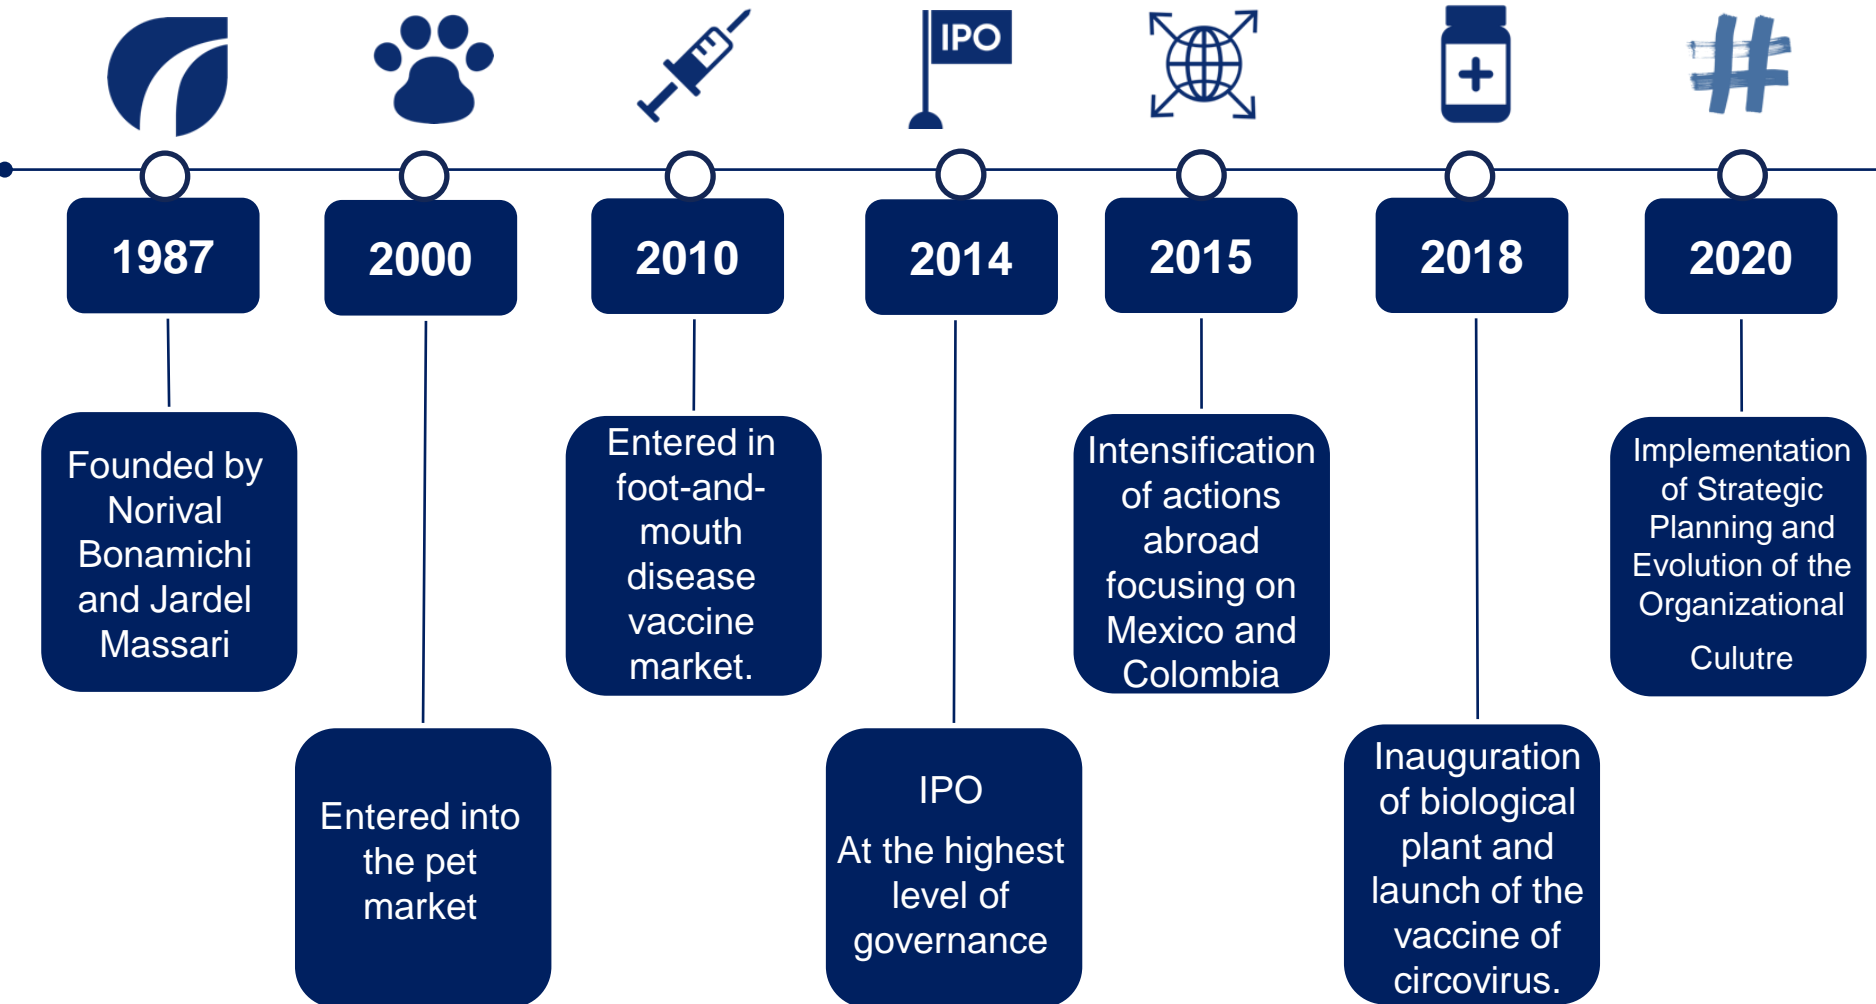 IPO
1987
2000
2010
2014
2015
2018
2020
Founded by
Norival
Bonamichi
and Jardel
Massari
Entered into
the pet
market
Entered in
foot-and-
mouth
disease
vaccine
market.
IPO
At the highest
level of
governance
Intensification
of actions
abroad
focusing on
Mexico and
Colombia
Inauguration
of biological
plant and
launch of the
vaccine of
circovirus.
Implementation
of Strategic
Planning and
Evolution of the
Organizational
Culutre